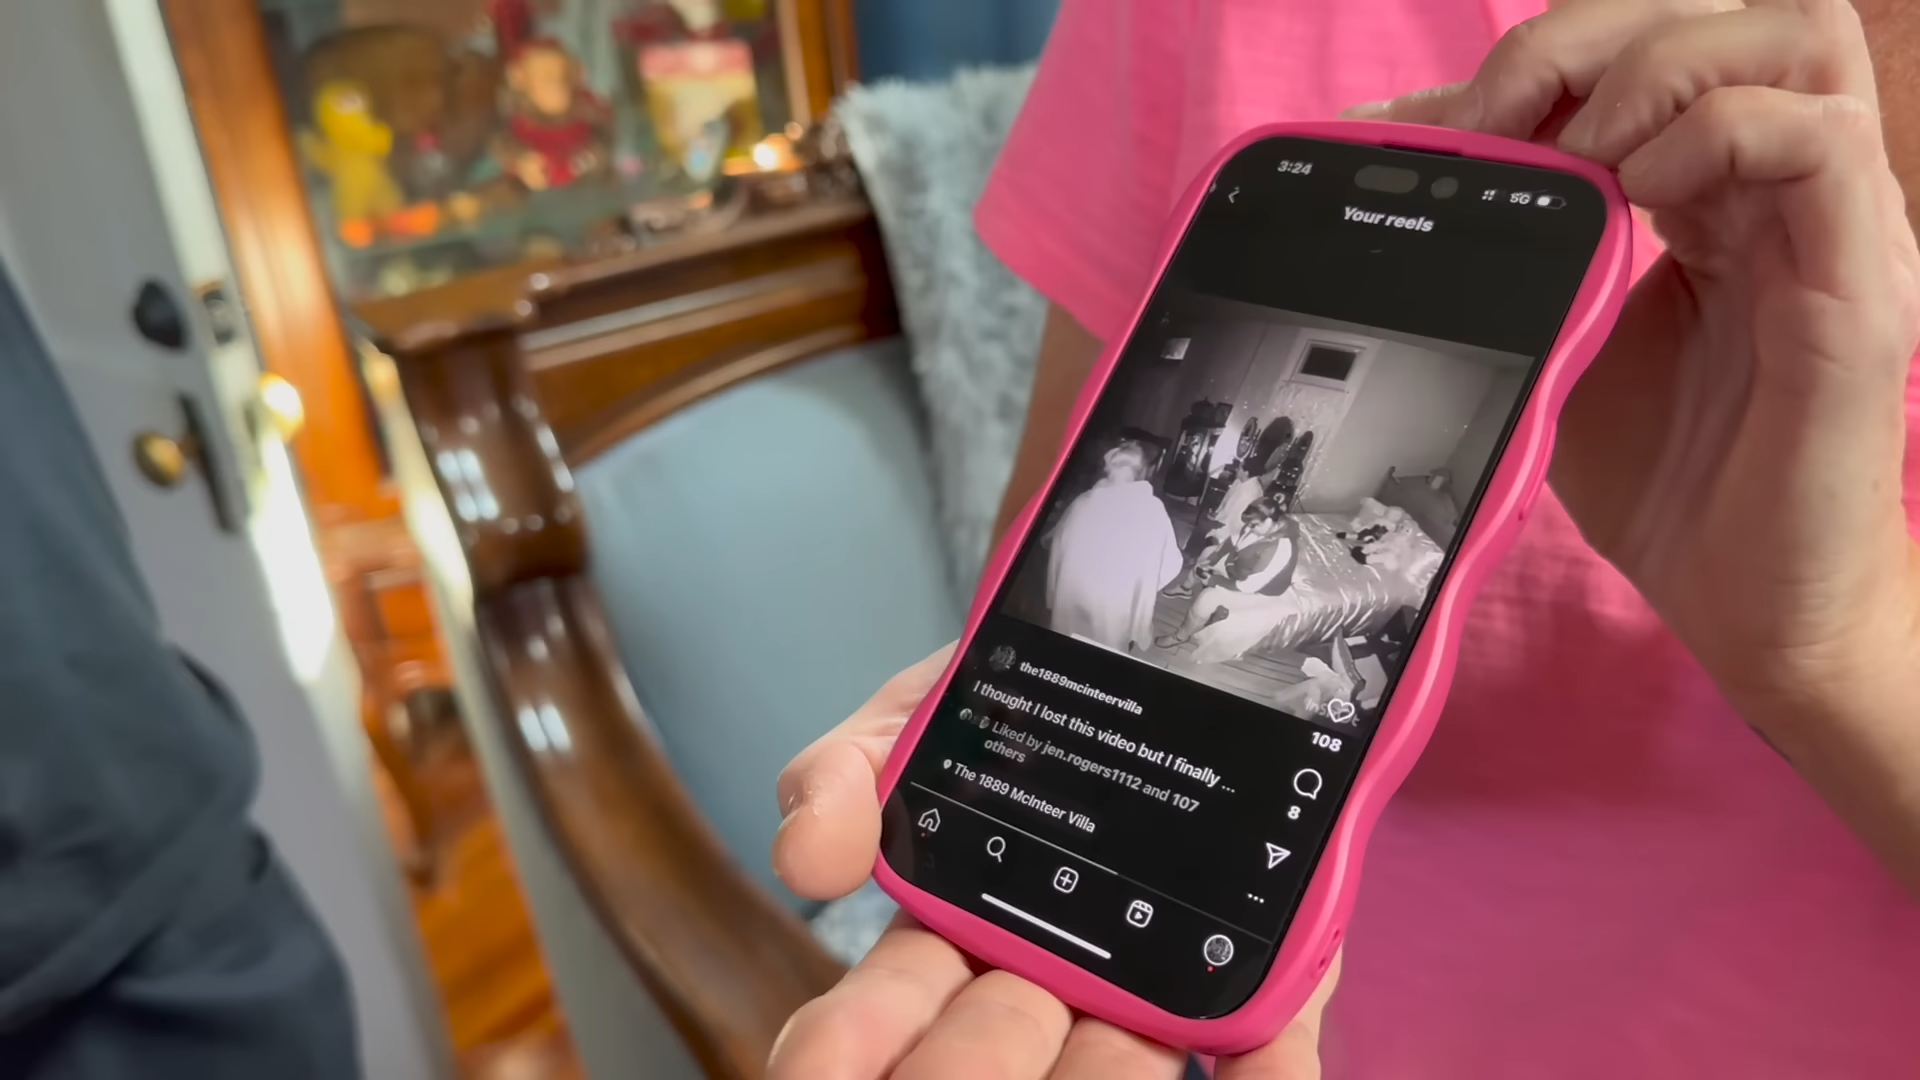 3:24
5G
Your reels
the1889mcinteervilla
I thought I lost this video but I finally ...
Liked by jen.rogers1112 and 107
others
The 1889 McInteer Villa
108
8